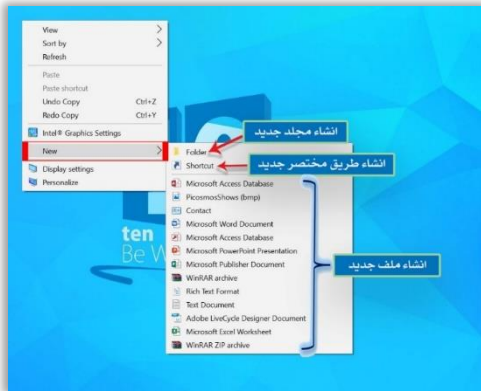 View
Sort by
Refresh
Paste
Paste shortcut
Undo Copy Ctrl+Z
Redo Copy Ctrl+Y
Intel® Graphics Settings
New
Display settings
Personalize
Folder
Shortcut
Microsoft Access Database
PicosmosShows (bmp)
Contact
Microsoft Word Document
Microsoft Access Database
Microsoft PowerPoint Presentation
Microsoft Publisher Document
WinRAR archive
Rich Text Format
Text Document
Adobe LiveCycle Designer Document
Microsoft Excel Worksheet
WinRAR ZIP archive
انشاء مجلد جديد
انشاء طريق مختصر جديد
انشاء ملف جديد
ten
Be W